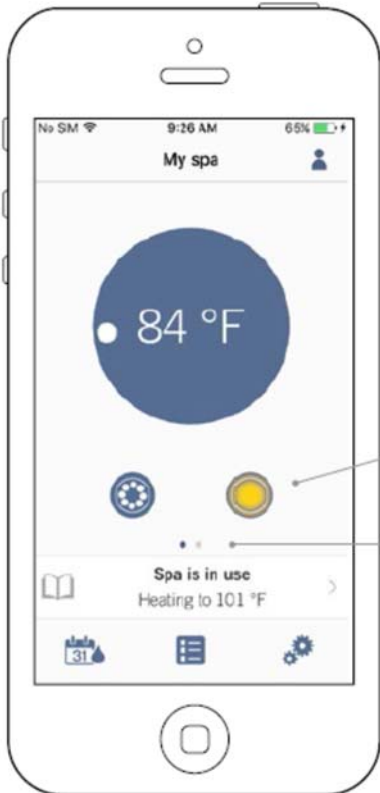 No SIM 9:26 AM 65%
My spa
84 °F
Spa is in use
Heating to 101 °F
31